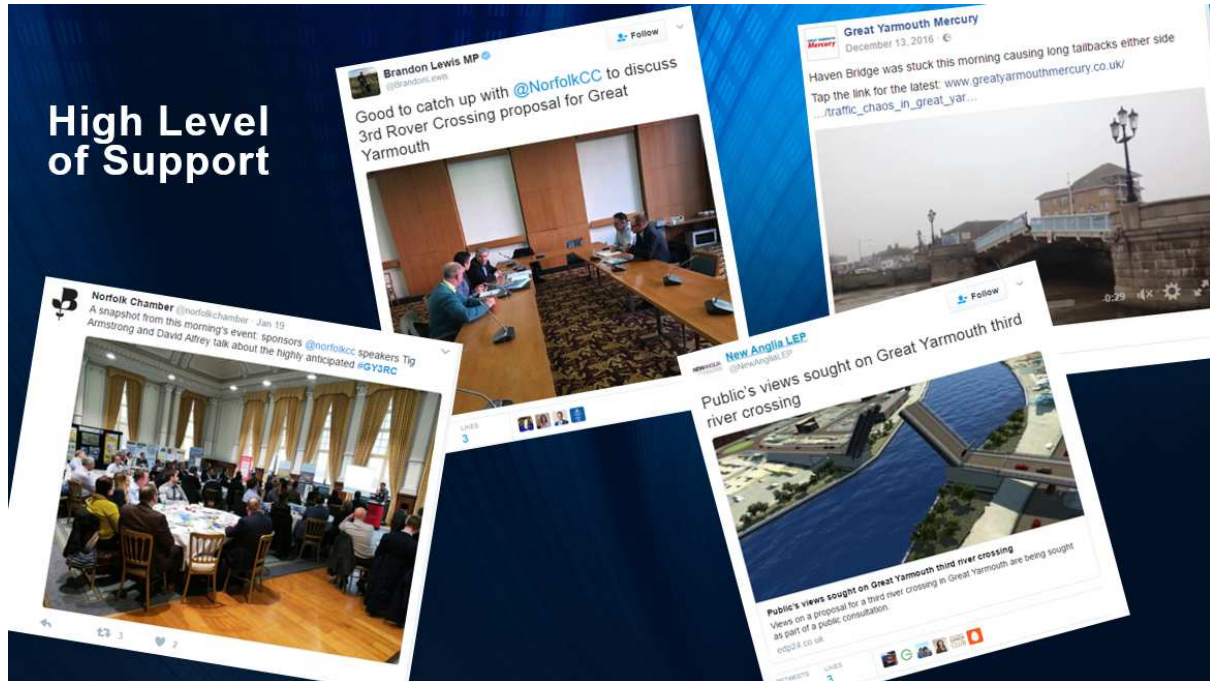 High Level
of Support
Brandon Lewis MP
@BrandonLewis
Follow
Good to catch up with @NorfolkCC to discuss
3rd Rover Crossing proposal for Great
Yarmouth
LIKES
3
GREAT YARMOUTH
Mercury
Great Yarmouth Mercury
December 13, 2016
Haven Bridge was stuck this morning causing long tailbacks either side
Tap the link for the latest: www.greatyarmouthmercury.co.uk/
…/traffic_chaos_in_great_yar…
-0:29
Norfolk Chamber @norfolkchamber · Jan 19
A snapshot from this morning's event: sponsors @norfolkcc speakers Tig
Armstrong and David Allfrey talk about the highly anticipated #GY3RC
3
2
New Anglia LEP
@NewAngliaLEP
Follow
Public's views sought on Great Yarmouth third
river crossing
Public's views sought on Great Yarmouth third river crossing
Views on a proposal for a third river crossing in Great Yarmouth are being sought
as part of a public consultation.
edp24.co.uk
RETWEETS
LIKES
3